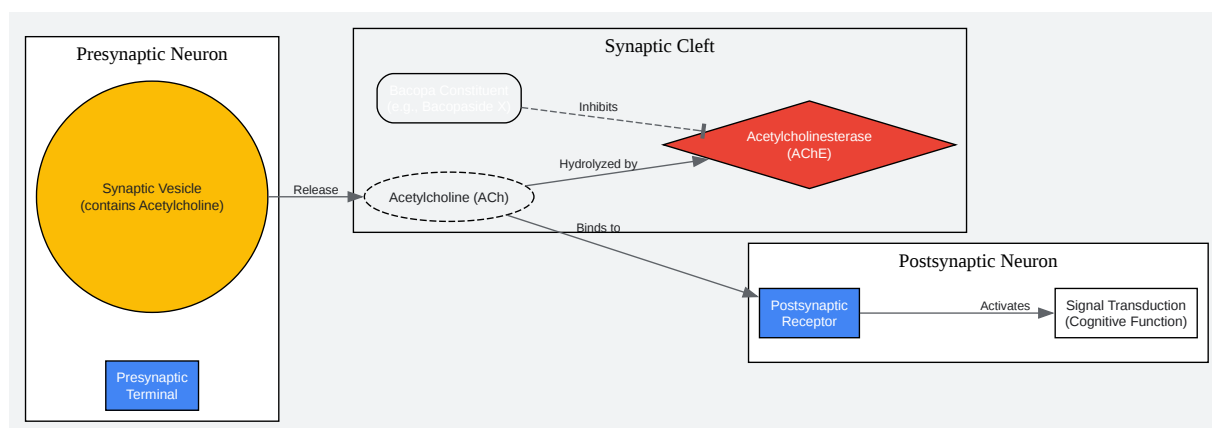 Presynaptic Neuron
Synaptic Vesicle
(contains Acetylcholine)
Presynaptic
Terminal
Release
Synaptic Cleft
Bacopa Constituent
(e.g., Bacopaside X)
Inhibits
Acetylcholinesterase
(AChE)
Hydrolyzed by
Acetylcholine (ACh)
Binds to
Postsynaptic Neuron
Postsynaptic
Receptor
Activates
Signal Transduction
(Cognitive Function)